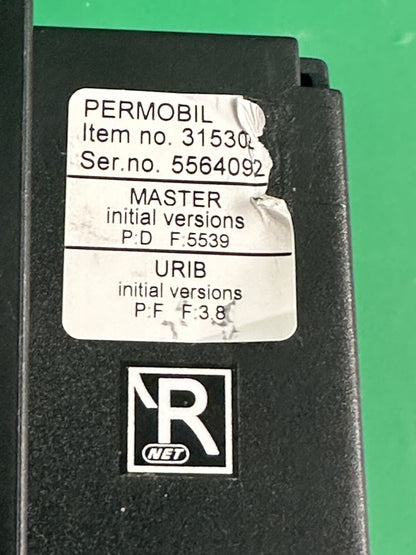 PERMOBIL
Item no. 31530
Ser.no. 5564092
MASTER
initial versions
P:D F:5539
URIB
initial versions
P:F F:3.8
R
NET